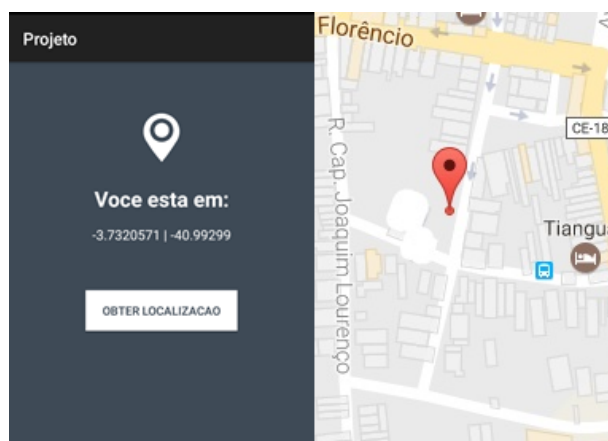 Projeto
Voce esta em:
-3.7320571 | -40.99299
OBTER LOCALIZACAO
Florêncio
R. Cap. Joaquim Lourenço
CE-18
Tiangu